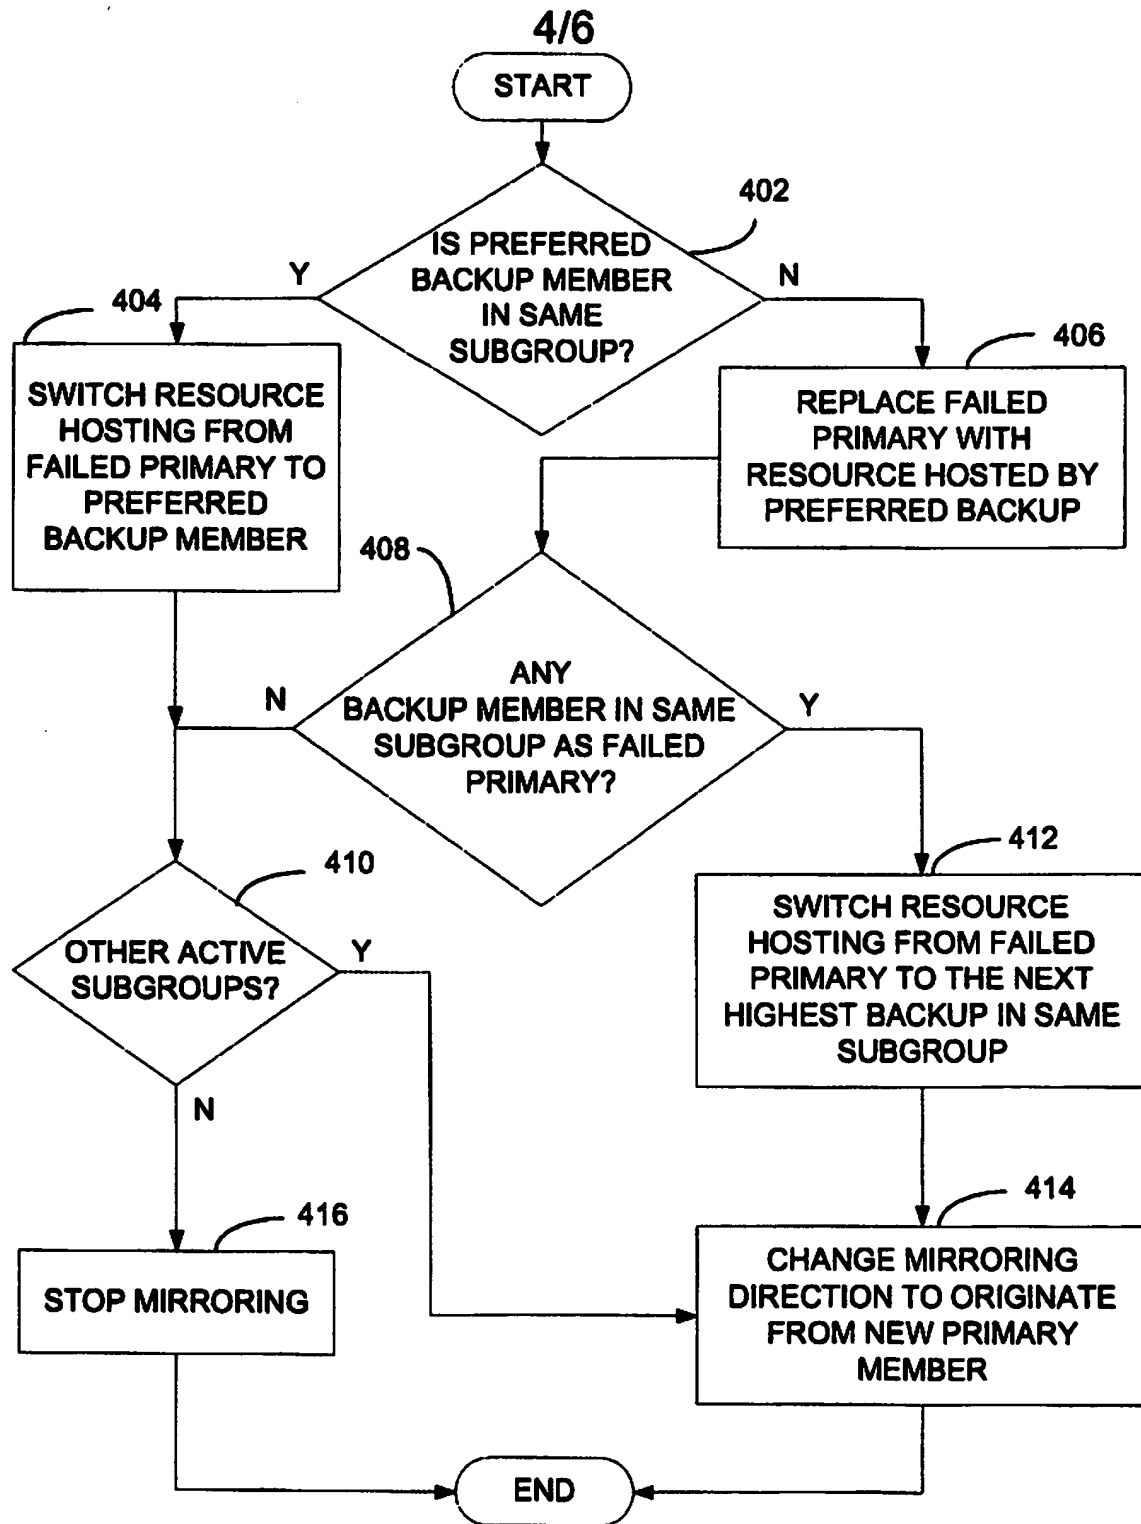 4/6
START
402
IS PREFERRED
BACKUP MEMBER
IN SAME
SUBGROUP?
Y
N
404
SWITCH RESOURCE
HOSTING FROM
FAILED PRIMARY TO
PREFERRED
BACKUP MEMBER
406
REPLACE FAILED
PRIMARY WITH
RESOURCE HOSTED BY
PREFERRED BACKUP
408
ANY
BACKUP MEMBER IN SAME
SUBGROUP AS FAILED
PRIMARY?
N
Y
410
OTHER ACTIVE
SUBGROUPS?
Y
N
412
SWITCH RESOURCE
HOSTING FROM FAILED
PRIMARY TO THE NEXT
HIGHEST BACKUP IN SAME
SUBGROUP
416
STOP MIRRORING
414
CHANGE MIRRORING
DIRECTION TO ORIGINATE
FROM NEW PRIMARY
MEMBER
END